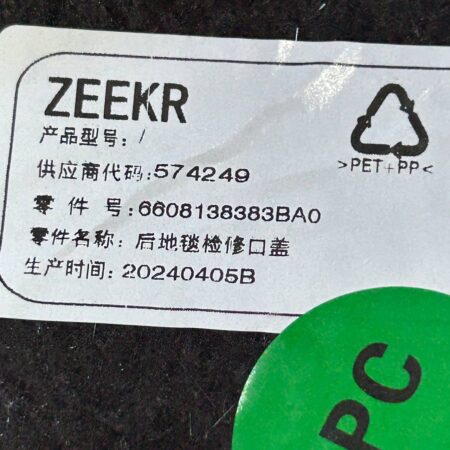 ZEEKR
产品型号: /
供应商代码:574249
>PET+PP<
零 件 号:6608138383BA0
零件名称: 后地毯检修口盖
生产时间: 20240405B
PC